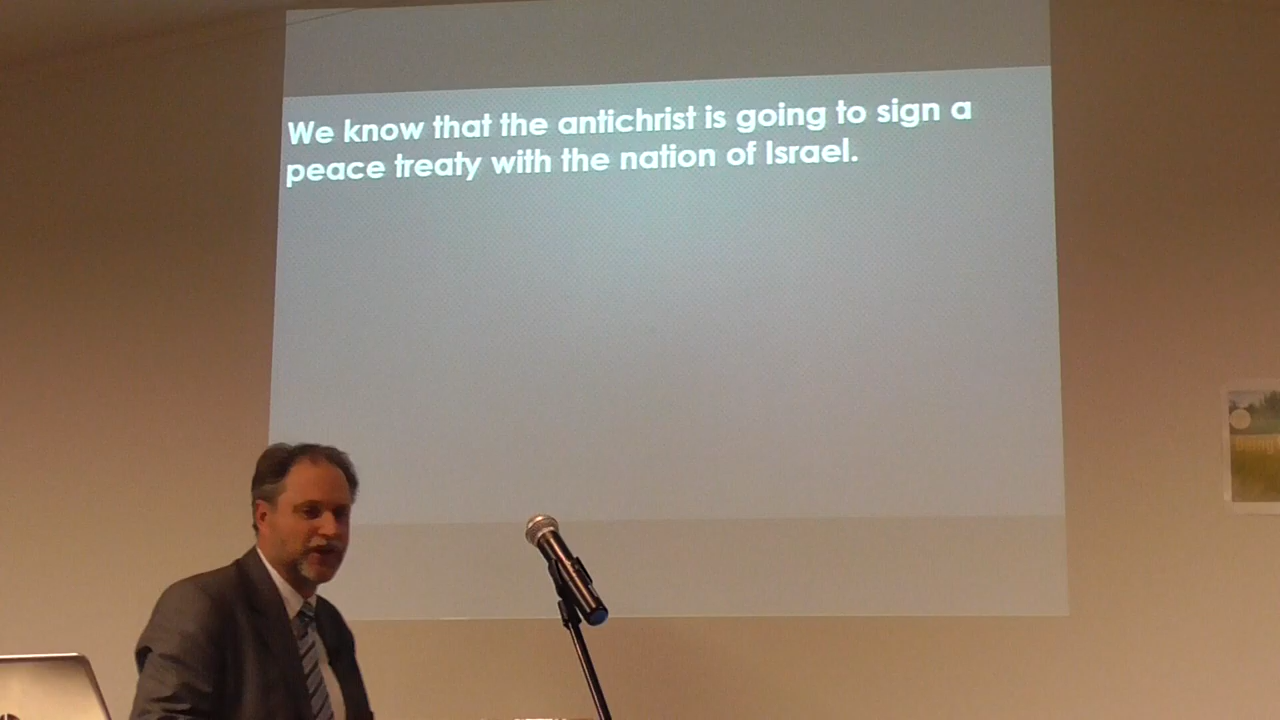 We know that the antichrist is going to sign a
peace treaty with the nation of Israel.